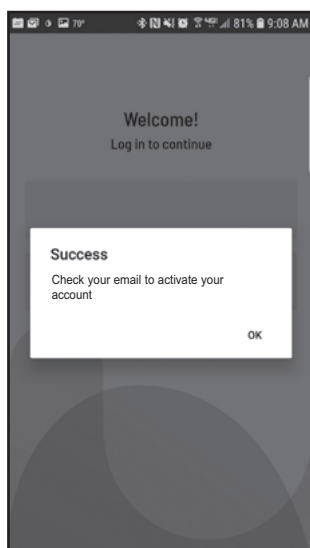 70° 81% 9:08 AM
Welcome!
Log in to continue
Success
Check your email to activate your
account
OK